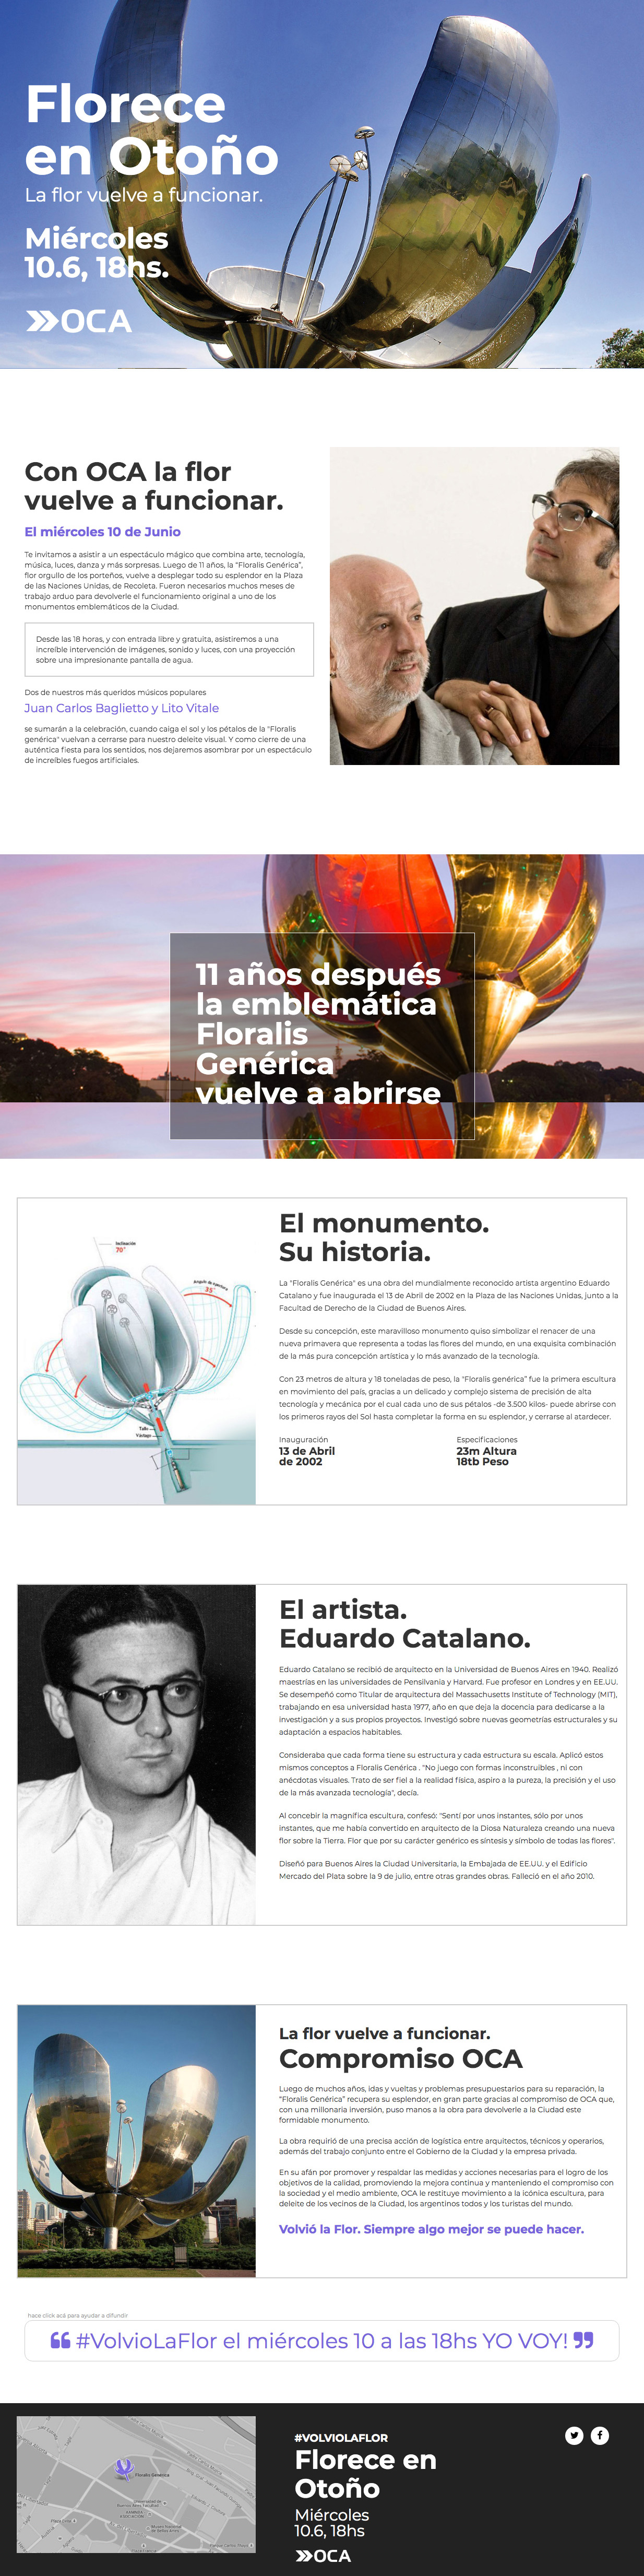 Florece
en Otoño
La flor vuelve a funcionar.
Miércoles
10.6, 18hs.
OCA
Con OCA la flor
vuelve a funcionar.
El miércoles 10 de Junio
Te invitamos a asistir a un espectáculo mágico que combina arte, tecnología,
música, luces, danza y más sorpresas. Luego de 11 años, la “Floralis Genérica”,
flor orgullo de los porteños, vuelve a desplegar todo su esplendor en la Plaza
de las Naciones Unidas, de Recoleta. Fueron necesarios muchos meses de
trabajo arduo para devolverle el funcionamiento original a uno de los
monumentos emblemáticos de la Ciudad.
Desde las 18 horas, y con entrada libre y gratuita, asistiremos a una
increíble intervención de imágenes, sonido y luces, con una proyección
sobre una impresionante pantalla de agua.
Dos de nuestros más queridos músicos populares
Juan Carlos Baglietto y Lito Vitale
se sumarán a la celebración, cuando caiga el sol y los pétalos de la "Floralis
genérica" vuelvan a cerrarse para nuestro deleite visual. Y como cierre de una
auténtica fiesta para los sentidos, nos dejaremos asombrar por un espectáculo
de increíbles fuegos artificiales.
11 años después
la emblemática
Floralis
Genérica
vuelve a abrirse
Inclinación
70°
Ángulo de apertura
35°
Tallo
Vástago
El monumento.
Su historia.
La "Floralis Genérica" es una obra del mundialmente reconocido artista argentino Eduardo
Catalano y fue inaugurada el 13 de Abril de 2002 en la Plaza de las Naciones Unidas, junto a la
Facultad de Derecho de la Ciudad de Buenos Aires.
Desde su concepción, este maravilloso monumento quiso simbolizar el renacer de una
nueva primavera que representa a todas las flores del mundo, en una exquisita combinación
de la más pura concepción artística y lo más avanzado de la tecnología.
Con 23 metros de altura y 18 toneladas de peso, la "Floralis genérica” fue la primera escultura
en movimiento del país, gracias a un delicado y complejo sistema de precisión de alta
tecnología y mecánica por el cual cada uno de sus pétalos -de 3.500 kilos- puede abrirse con
los primeros rayos del Sol hasta completar la forma en su esplendor, y cerrarse al atardecer.
Inauguración
13 de Abril
de 2002
Especificaciones
23m Altura
18tb Peso
El artista.
Eduardo Catalano.
Eduardo Catalano se recibió de arquitecto en la Universidad de Buenos Aires en 1940. Realizó
maestrías en las universidades de Pensilvania y Harvard. Fue profesor en Londres y en EE.UU.
Se desempeñó como Titular de arquitectura del Massachusetts Institute of Technology (MIT),
trabajando en esa universidad hasta 1977, año en que deja la docencia para dedicarse a la
investigación y a sus propios proyectos. Investigó sobre nuevas geometrías estructurales y su
adaptación a espacios habitables.
Consideraba que cada forma tiene su estructura y cada estructura su escala. Aplicó estos
mismos conceptos a Floralis Genérica . "No juego con formas inconstruibles , ni con
anécdotas visuales. Trato de ser fiel a la realidad física, aspiro a la pureza, la precisión y el uso
de la más avanzada tecnología", decía.
Al concebir la magnífica escultura, confesó: "Sentí por unos instantes, sólo por unos
instantes, que me había convertido en arquitecto de la Diosa Naturaleza creando una nueva
flor sobre la Tierra. Flor que por su carácter genérico es síntesis y símbolo de todas las flores".
Diseñó para Buenos Aires la Ciudad Universitaria, la Embajada de EE.UU. y el Edificio
Mercado del Plata sobre la 9 de julio, entre otras grandes obras. Falleció en el año 2010.
La flor vuelve a funcionar.
Compromiso OCA
Luego de muchos años, idas y vueltas y problemas presupuestarios para su reparación, la
“Floralis Genérica” recupera su esplendor, en gran parte gracias al compromiso de OCA que,
con una millonaria inversión, puso manos a la obra para devolverle a la Ciudad este
formidable monumento.
La obra requirió de una precisa acción de logística entre arquitectos, técnicos y operarios,
además del trabajo conjunto entre el Gobierno de la Ciudad y la empresa privada.
En su afán por promover y respaldar las medidas y acciones necesarias para el logro de los
objetivos de la calidad, promoviendo la mejora continua y manteniendo el compromiso con
la sociedad y el medio ambiente, OCA le restituye movimiento a la icónica escultura, para
deleite de los vecinos de la Ciudad, los argentinos todos y los turistas del mundo.
Volvió la Flor. Siempre algo mejor se puede hacer.
hace click acá para ayudar a difundir
“ #VolvioLaFlor el miércoles 10 a las 18hs YO VOY! ”
Floralis Genérica
#VOLVIOLAFLOR
Florece en
Otoño
Miércoles
10.6, 18hs
OCA